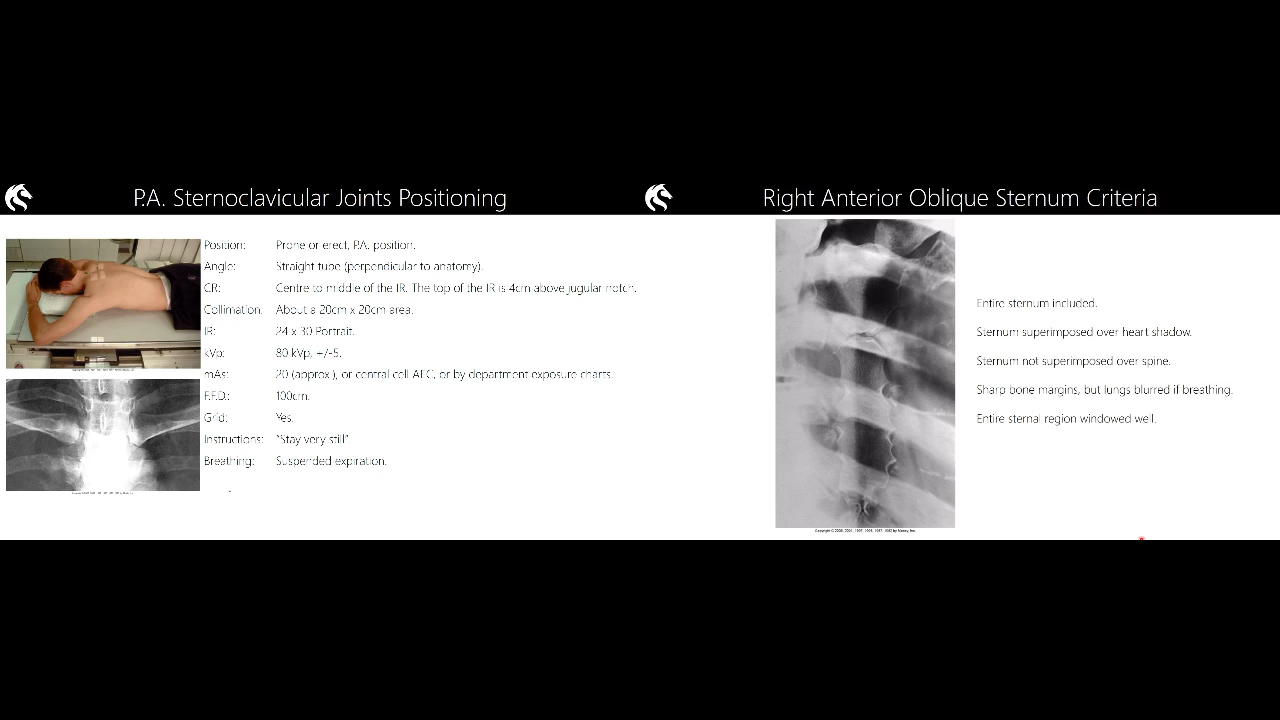 P.A. Sternoclavicular Joints Positioning
Position: Prone or erect, P.A. position.
Angle: Straight tube (perpendicular to anatomy).
CR: Centre to middle of the IR. The top of the IR is 4cm above jugular notch.
Collimation: About a 20cm x 20cm area.
IR: 24 x 30 Portrait.
kVp: 80 kVp, +/-5.
mAs: 20 (approx.), or central cell AEC, or by department exposure charts.
F.F.D.: 100cm.
Grid: Yes.
Instructions: "Stay very still"
Breathing: Suspended expiration.
Right Anterior Oblique Sternum Criteria
Entire sternum included.
Sternum superimposed over heart shadow.
Sternum not superimposed over spine.
Sharp bone margins, but lungs blurred if breathing.
Entire sternal region windowed well.